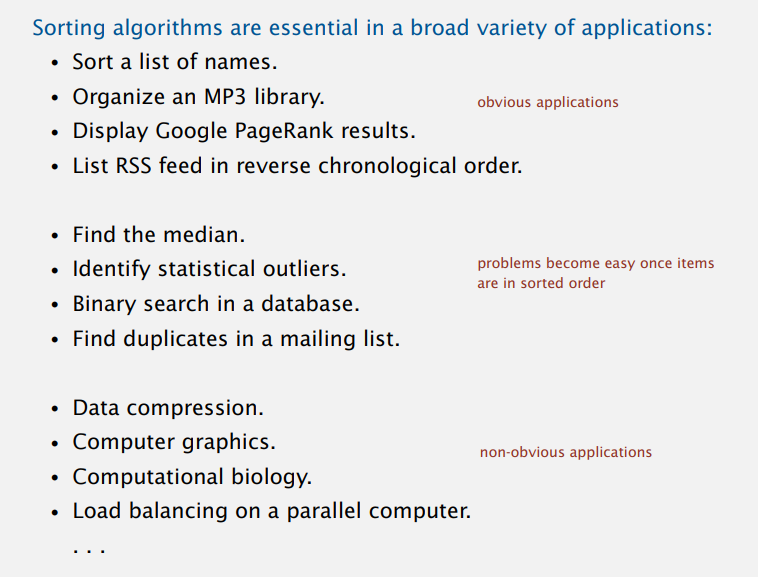 Sorting algorithms are essential in a broad variety of applications:
• Sort a list of names.
• Organize an MP3 library.
obvious applications
• Display Google PageRank results.
• List RSS feed in reverse chronological order.
• Find the median.
• Identify statistical outliers.
problems become easy once items
are in sorted order
• Binary search in a database.
• Find duplicates in a mailing list.
• Data compression.
• Computer graphics.
non-obvious applications
• Computational biology.
• Load balancing on a parallel computer.
. . .